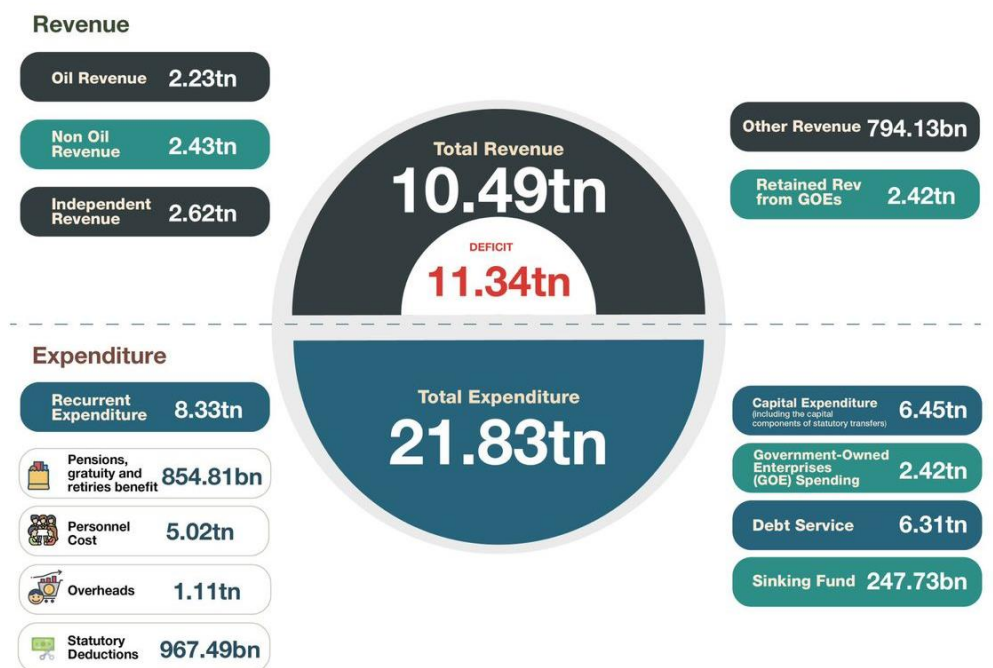 Revenue
Oil Revenue 2.23tn
Non Oil
Revenue 2.43tn
Independent
Revenue 2.62tn
Total Revenue
10.49tn
DEFICIT
11.34tn
Other Revenue 794.13bn
Retained Rev
from GOEs 2.42tn
Expenditure
Recurrent
Expenditure 8.33tn
Pensions,
gratuity and
retiries benefit 854.81bn
Personnel
Cost 5.02tn
Overheads 1.11tn
Statutory
Deductions 967.49bn
Total Expenditure
21.83tn
Capital Expenditure
(including the capital
components of statutory transfers) 6.45tn
Government-Owned
Enterprises
(GOE) Spending 2.42tn
Debt Service 6.31tn
Sinking Fund 247.73bn